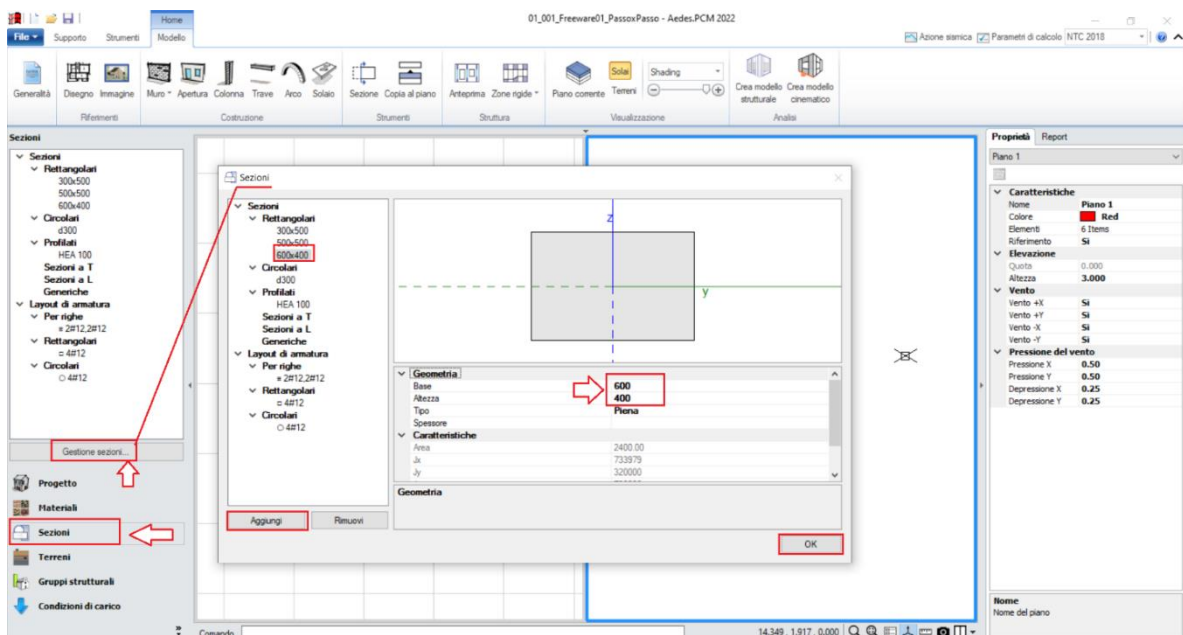 01_001_Freeware01_PassoxPasso - Aedes.PCM 2022
Home
File Supporto Strumenti Modello
Azione sismica Parametri di calcolo NTC 2018
Generalità Disegno Immagine Muro Apertura Colonna Trave Arco Solaio Sezione Copia al piano Anteprima Zone rigide Piano corrente Solai Terreni Shading Crea modello strutturale Crea modello cinematico
Riferimenti Costruzione Strumenti Struttura Visualizzazione Analisi
Sezioni
Sezioni
Rettangolari
300x500
500x500
600x400
Circolari
d300
Profilati
HEA 100
Sezioni a T
Sezioni a L
Generiche
Layout di armatura
Per righe
2#12,2#12
Rettangolari
4#12
Circolari
4#12
Gestione sezioni...
Progetto
Materiali
Sezioni
Terreni
Gruppi strutturali
Condizioni di carico
Sezioni
Sezioni
Rettangolari
300x500
500x500
600x400
Circolari
d300
Profilati
HEA 100
Sezioni a T
Sezioni a L
Generiche
Layout di armatura
Per righe
2#12,2#12
Rettangolari
4#12
Circolari
4#12
Aggiungi Rimuovi
z
y
Geometria
Base 600
Altezza 400
Tipo Piena
Spessore
Caratteristiche
Area 2400.00
Jx 733979
Jy 320000
Geometria
OK
Proprietà Report
Piano 1
Caratteristiche
Nome Piano 1
Colore Red
Elementi 6 Items
Riferimento Si
Elevazione
Quota 0.000
Altezza 3.000
Vento
Vento +X Si
Vento +Y Si
Vento -X Si
Vento -Y Si
Pressione del vento
Pressione X 0.50
Pressione Y 0.50
Depressione X 0.25
Depressione Y 0.25
Nome
Nome del piano
Comando
14.349, 1.917, 0.000